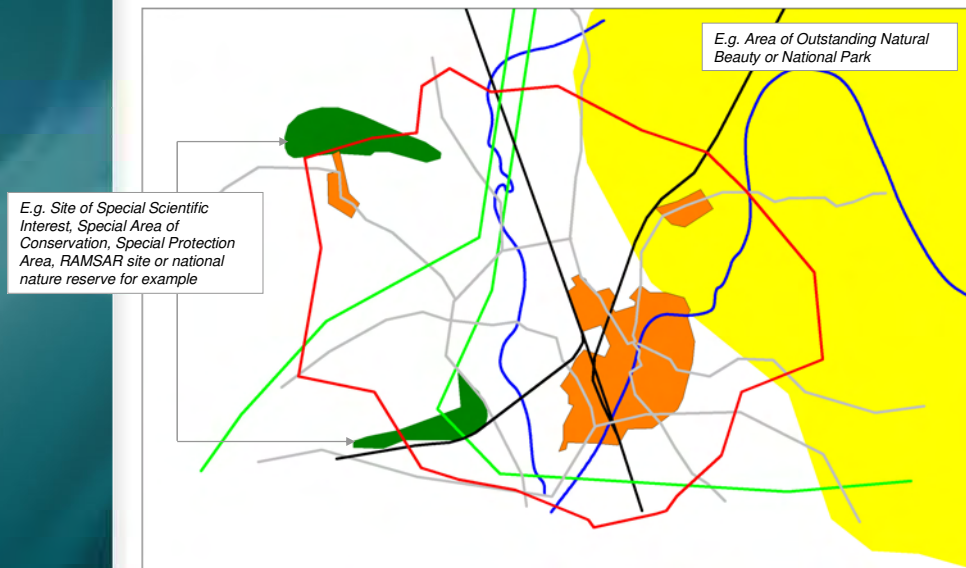 E.g. Area of Outstanding Natural
Beauty or National Park
E.g. Site of Special Scientific
Interest, Special Area of
Conservation, Special Protection
Area, RAMSAR site or national
nature reserve for example